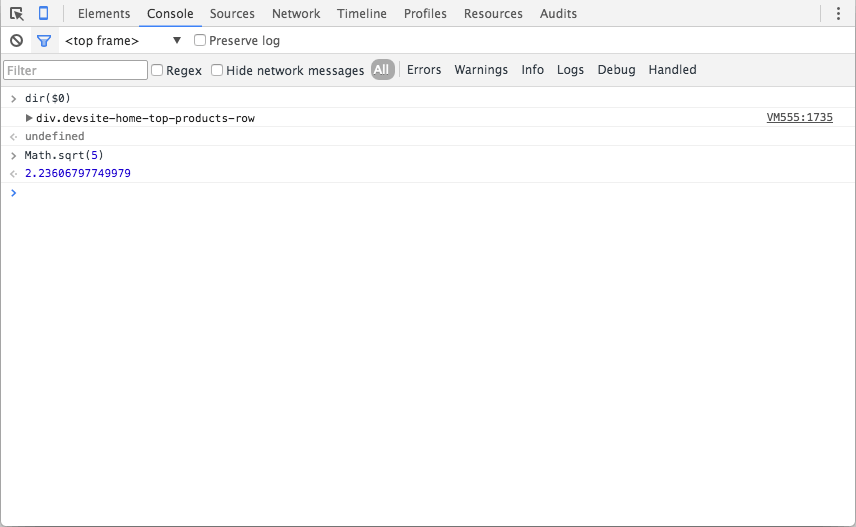 Elements Console Sources Network Timeline Profiles Resources Audits
<top frame> Preserve log
Filter Regex Hide network messages All Errors Warnings Info Logs Debug Handled
dir($0)
div.devsite-home-top-products-row VM555:1735
undefined
Math.sqrt(5)
2.23606797749979